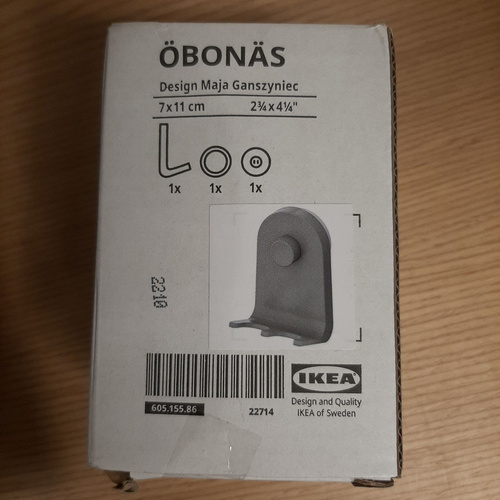 ÖBONÄS
Design Maja Ganszyniec
7x11 cm 2¾x4¼"
1x 1x 1x
2210
605.155.86 22714
IKEA
Design and Quality
IKEA of Sweden